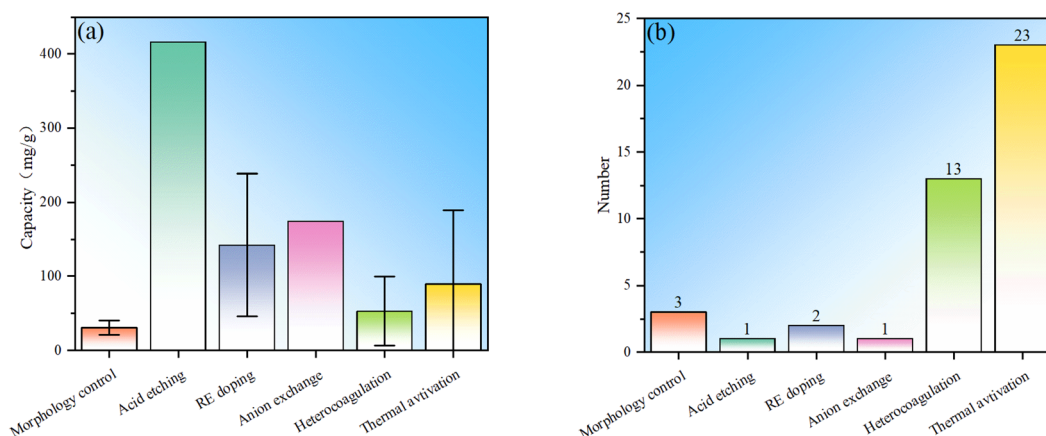 (a)
Capacity（mg/g）
400
300
200
100
0
Morphology control
Acid etching
RE doping
Anion exchange
Heterocoagulation
Thermal avtivation
(b)
Number
25
20
15
10
5
0
3
1
2
1
13
23
Morphology control
Acid etching
RE doping
Anion exchange
Heterocoagulation
Thermal avtivation